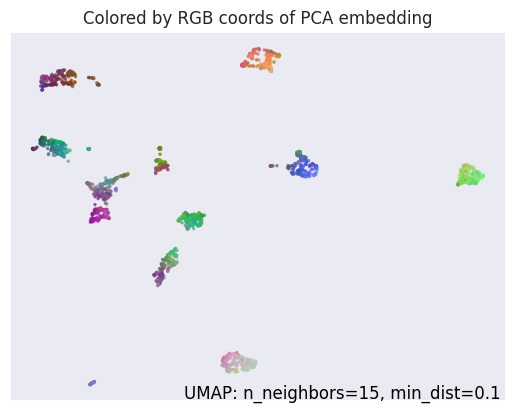 Colored by RGB coords of PCA embedding
UMAP: n_neighbors=15, min_dist=0.1